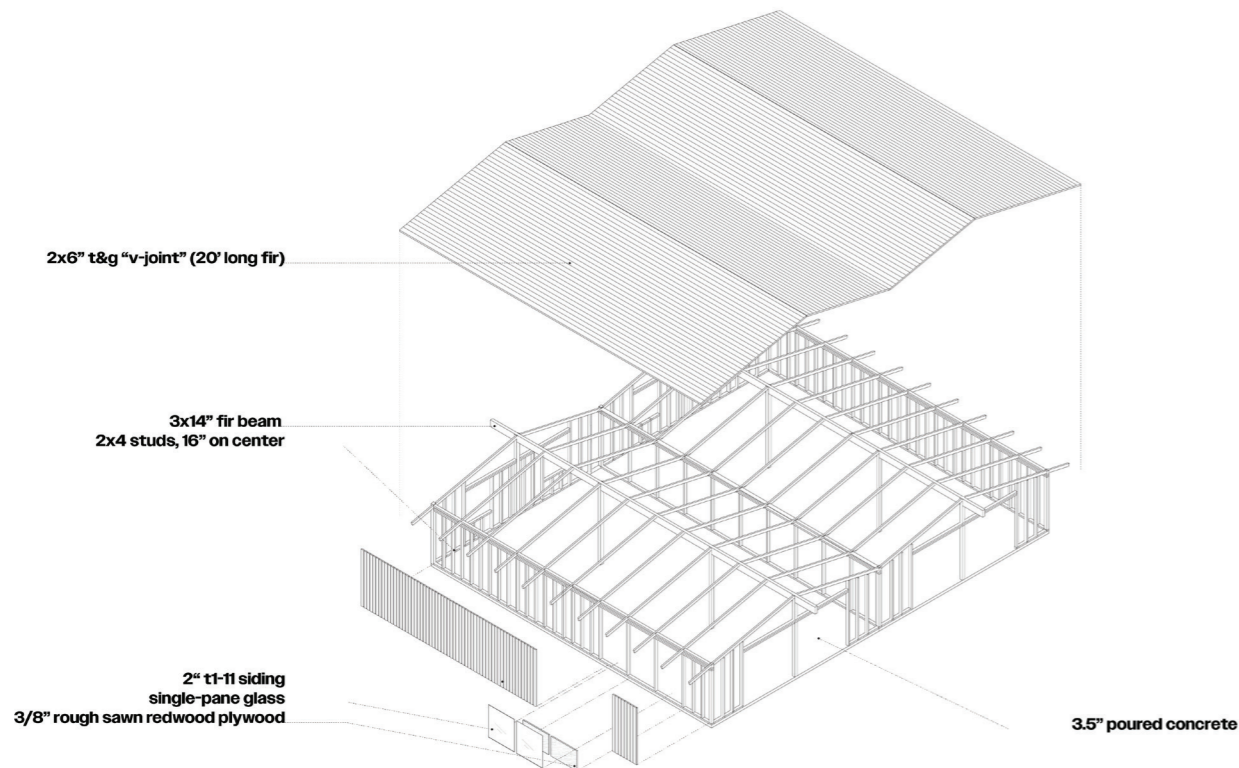 2x6” t&g “v-joint” (20’ long fir)
3x14” fir beam
2x4 studs, 16” on center
2“ t1-11 siding
single-pane glass
3/8” rough sawn redwood plywood
3.5” poured concrete